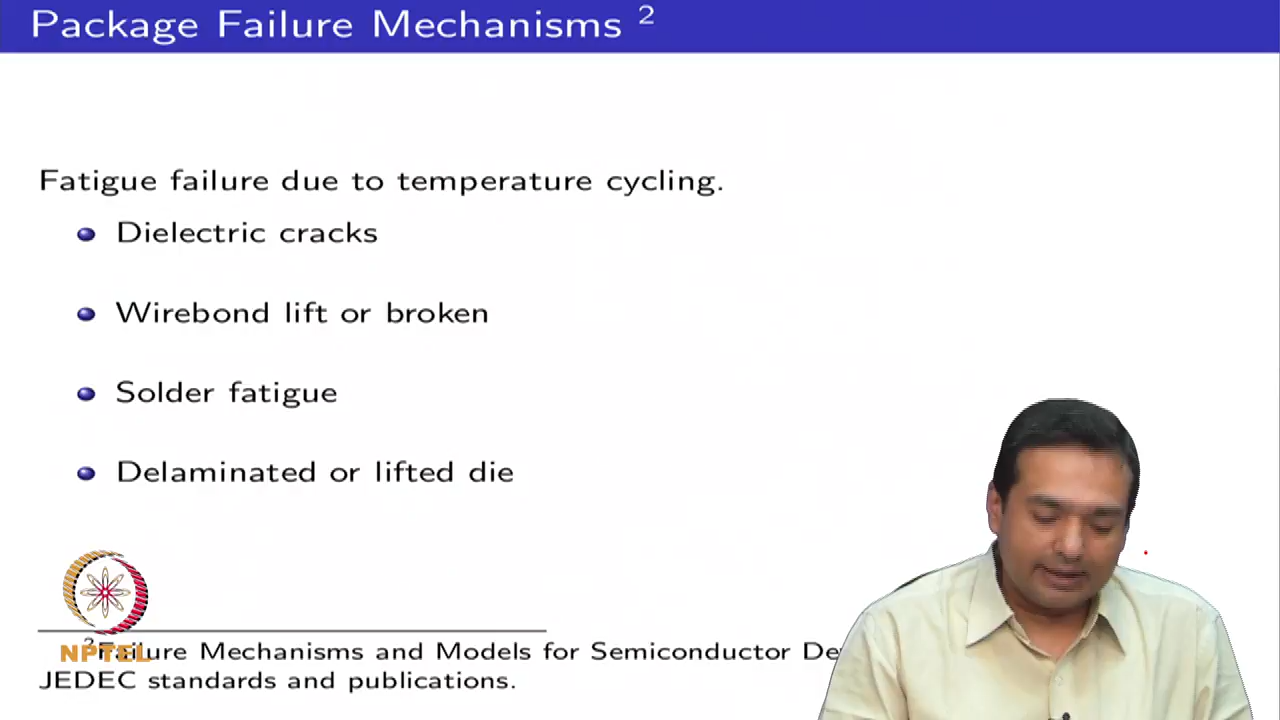 Package Failure Mechanisms 2
Fatigue failure due to temperature cycling.
Dielectric cracks
Wirebond lift or broken
Solder fatigue
Delaminated or lifted die
NPTEL
2Failure Mechanisms and Models for Semiconductor
JEDEC standards and publications.